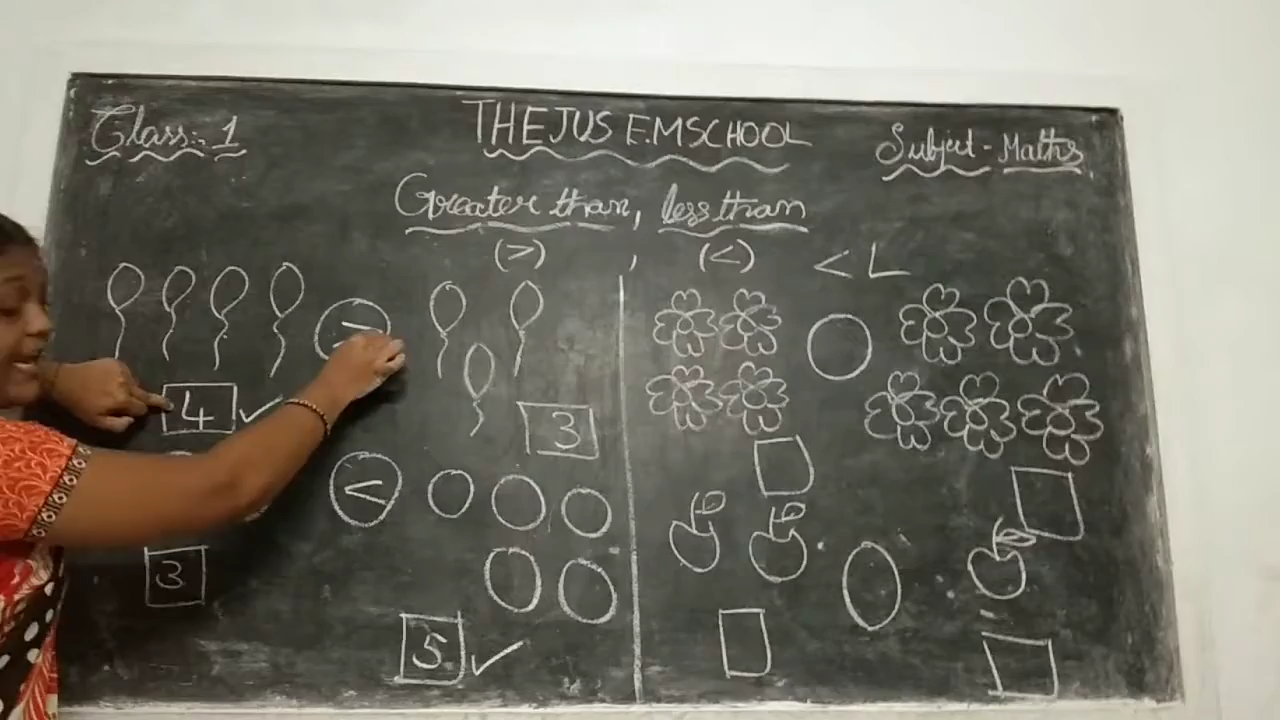 Class:- 1
THEJUS E.M SCHOOL
Subject - Maths
Greater than, less than
(>) , (<) < L
4 ✓
3
<
3
5 ✓